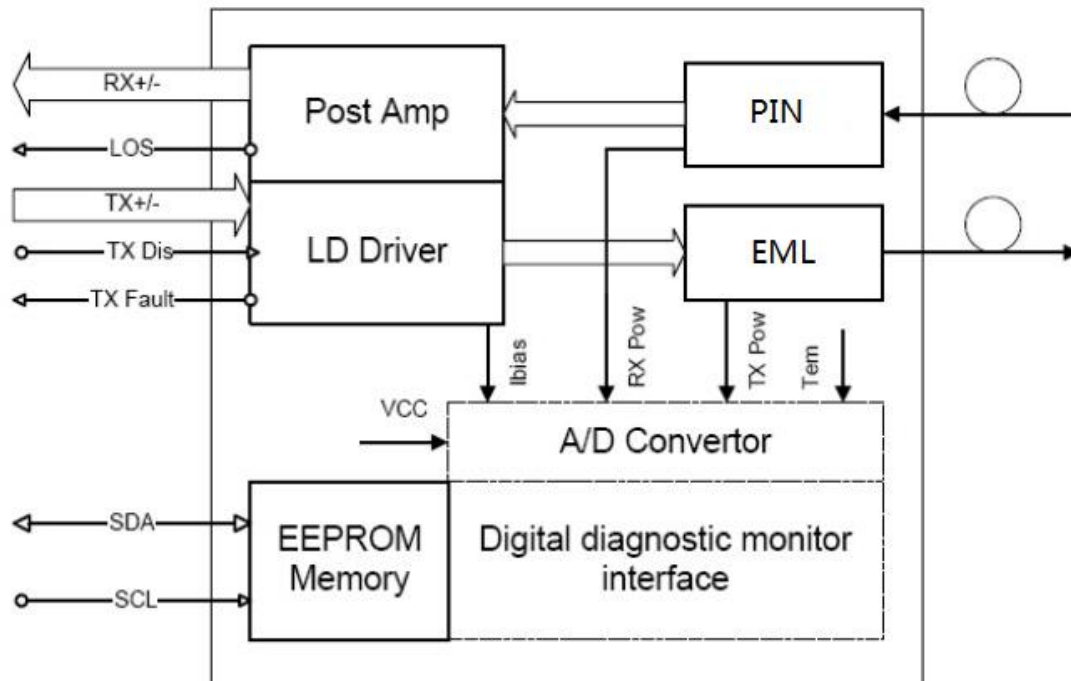 RX+/-
Post Amp
PIN
LOS
TX+/-
LD Driver
EML
TX Dis
TX Fault
Ibias
RX Pow
TX Pow
Tem
VCC
A/D Convertor
SDA
EEPROM
Memory
Digital diagnostic monitor
interface
SCL